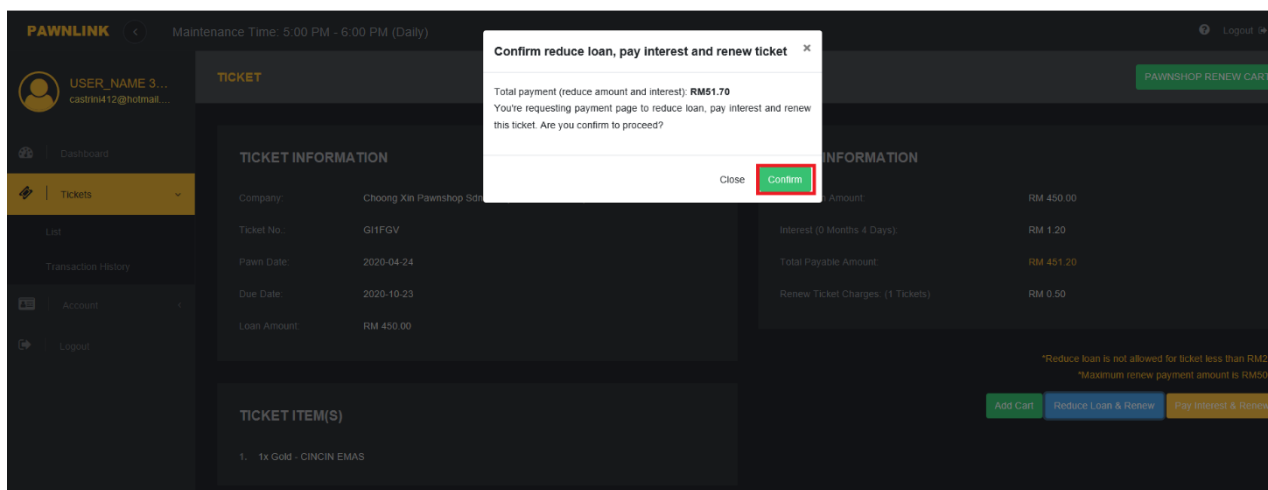 PAWNLINK
Maintenance Time: 5:00 PM - 6:00 PM (Daily)
Logout
USER_NAME 3...
castrini412@hotmail....
TICKET
PAWNSHOP RENEW CART
Confirm reduce loan, pay interest and renew ticket ×
Total payment (reduce amount and interest): RM51.70
You're requesting payment page to reduce loan, pay interest and renew
this ticket. Are you confirm to proceed?
Close Confirm
Dashboard
Tickets
List
Transaction History
Account
Logout
TICKET INFORMATION
Company: Choong Xin Pawnshop Sdn
Ticket No.: GI1FGV
Pawn Date: 2020-04-24
Due Date: 2020-10-23
Loan Amount: RM 450.00
INFORMATION
Amount: RM 450.00
Interest (0 Months 4 Days): RM 1.20
Total Payable Amount: RM 451.20
Renew Ticket Charges: (1 Tickets) RM 0.50
*Reduce loan is not allowed for ticket less than RM2
*Maximum renew payment amount is RM50
Add Cart Reduce Loan & Renew Pay Interest & Renew
TICKET ITEM(S)
1. 1x Gold - CINCIN EMAS